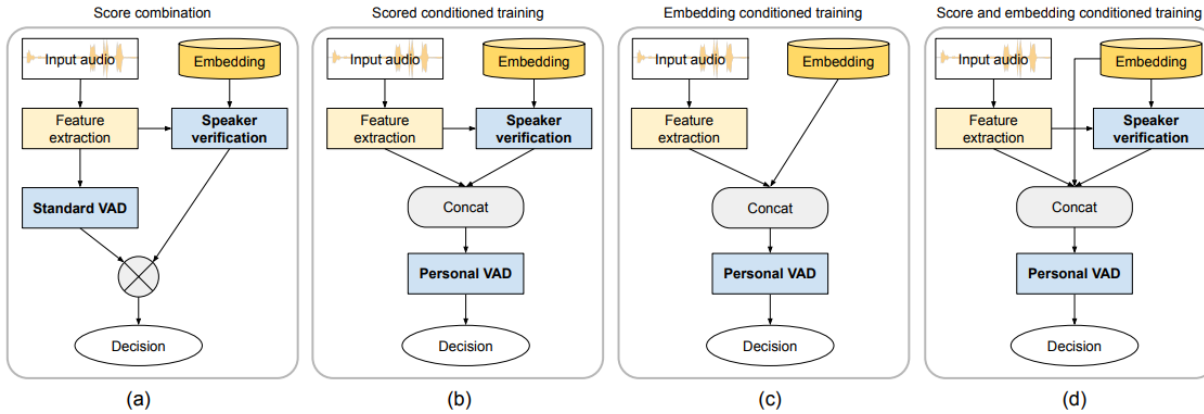 Score combination
Input audio
Embedding
Feature
extraction
Speaker
verification
Standard VAD
Decision
(a)
Scored conditioned training
Input audio
Embedding
Feature
extraction
Speaker
verification
Concat
Personal VAD
Decision
(b)
Embedding conditioned training
Input audio
Embedding
Feature
extraction
Concat
Personal VAD
Decision
(c)
Score and embedding conditioned training
Input audio
Embedding
Feature
extraction
Speaker
verification
Concat
Personal VAD
Decision
(d)